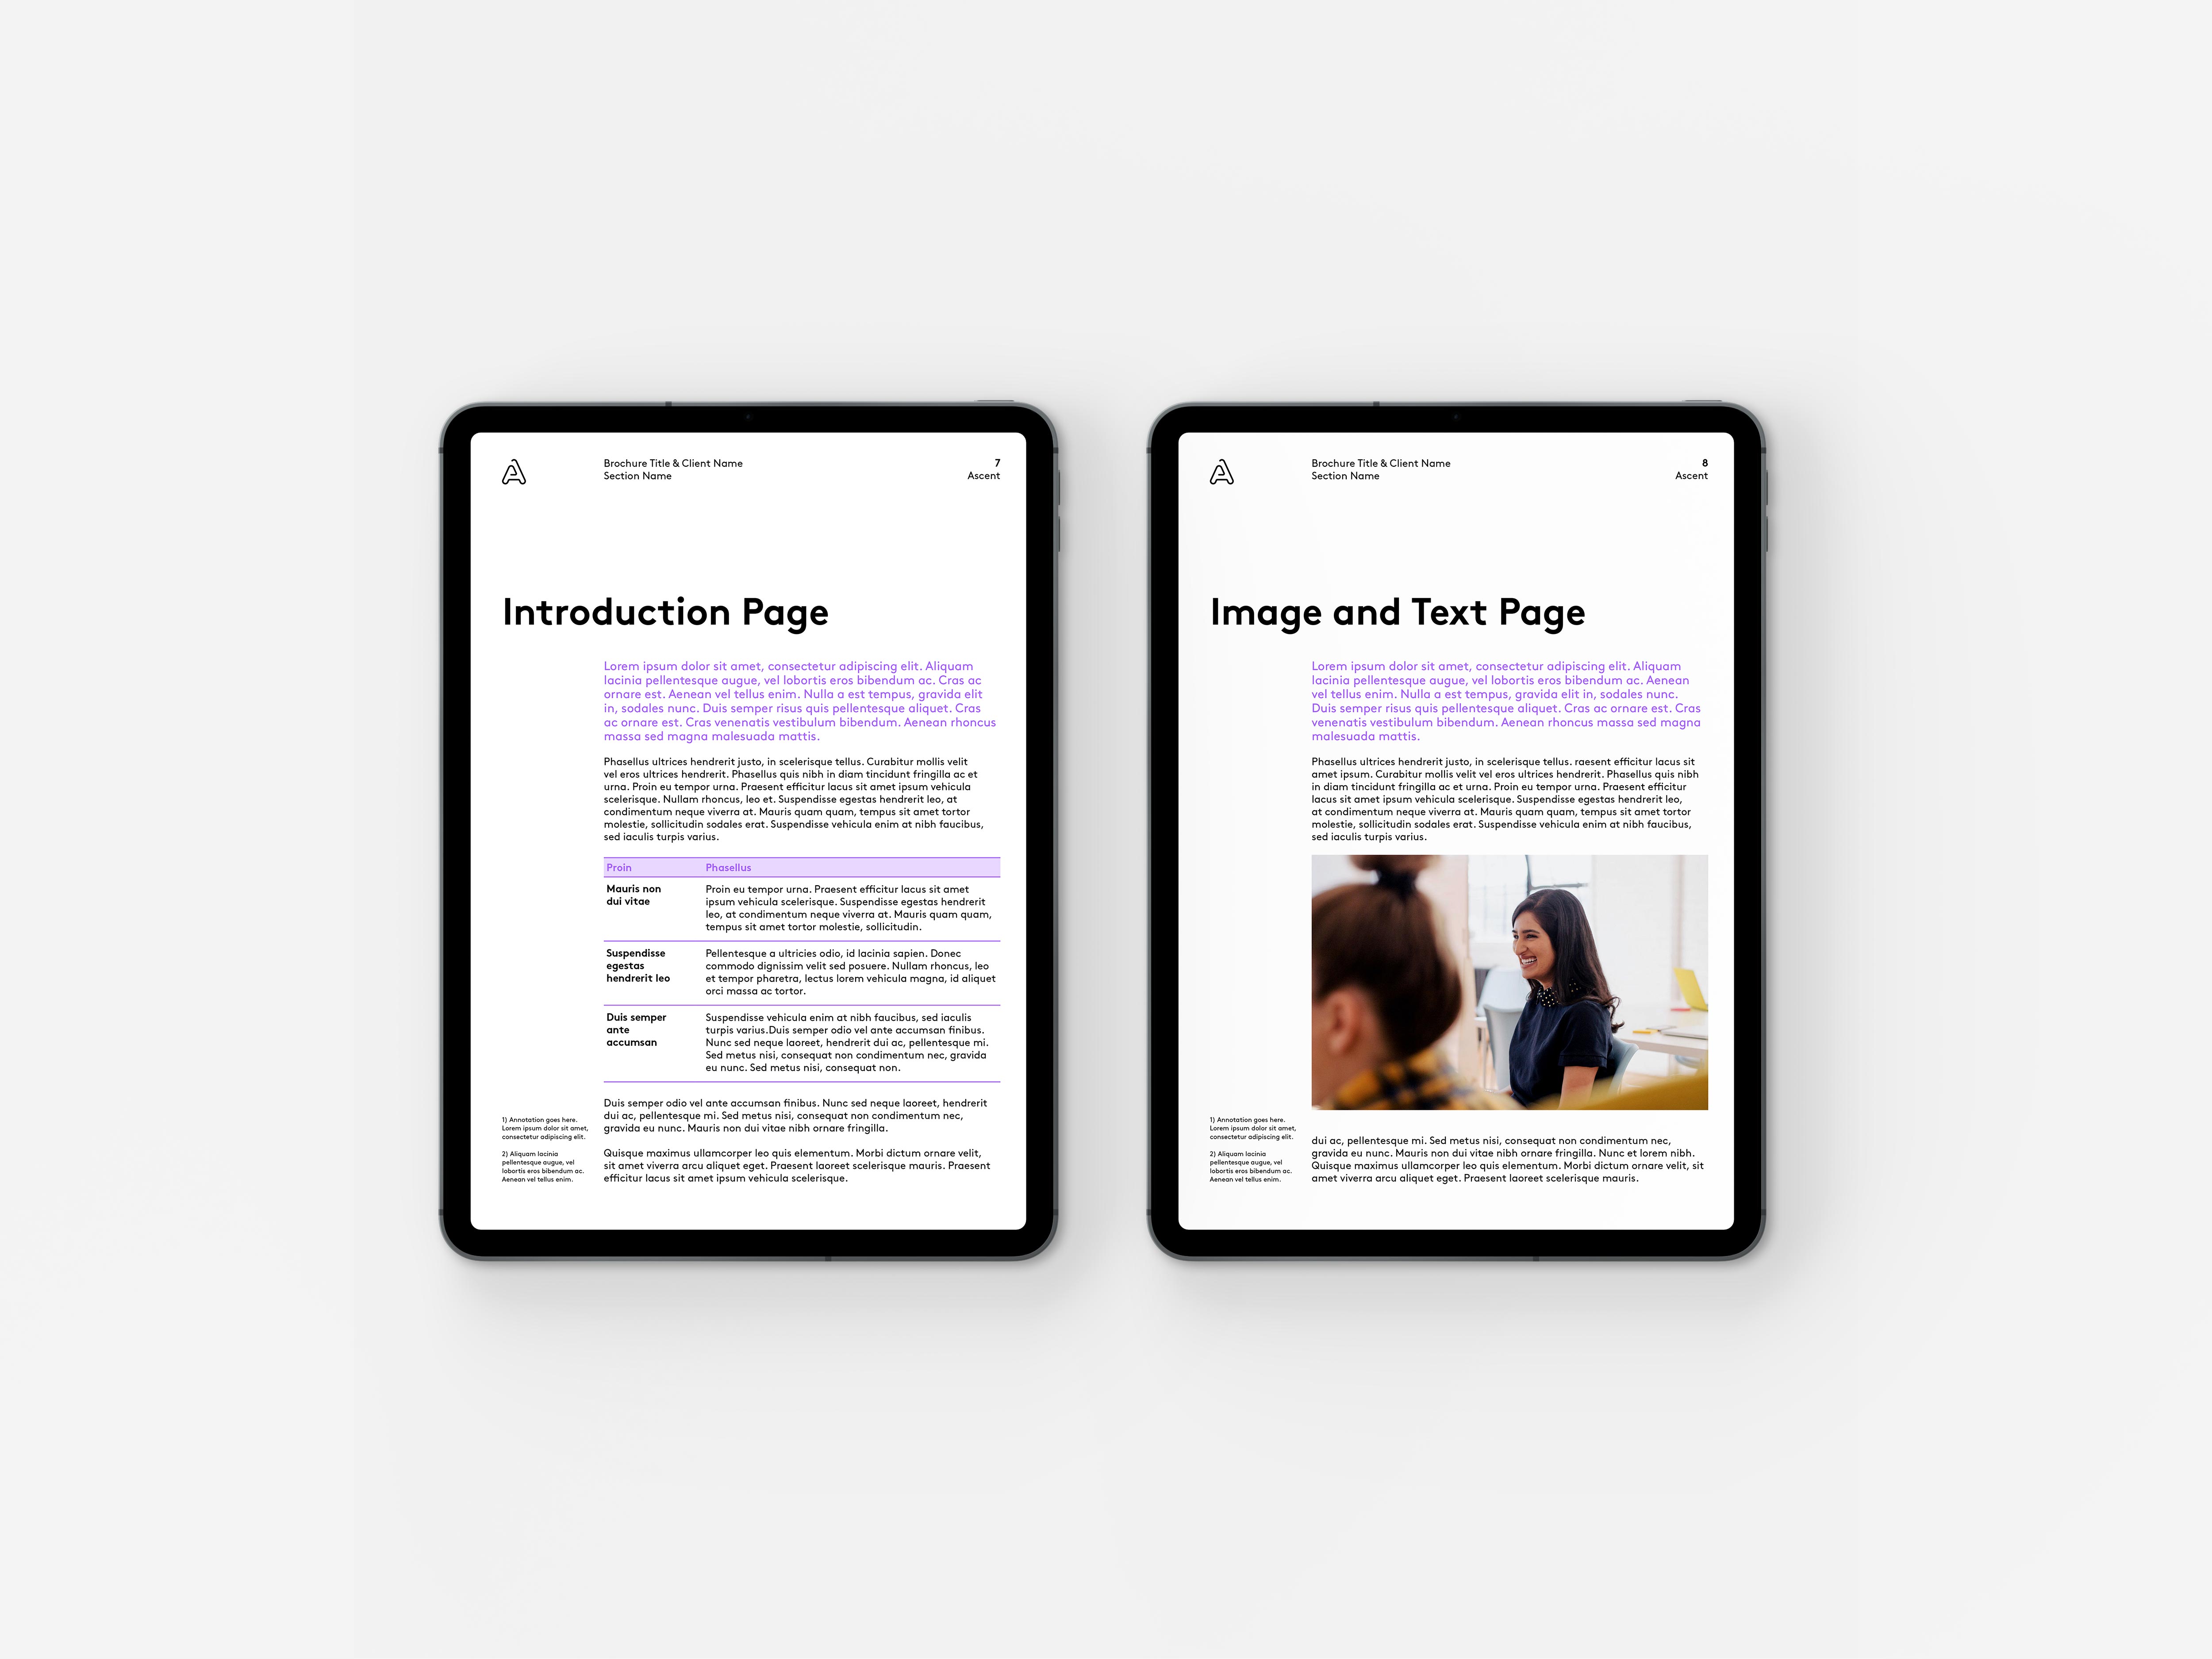 Brochure Title & Client Name
Section Name
7
Ascent
Introduction Page
Lorem ipsum dolor sit amet, consectetur adipiscing elit. Aliquam
lacinia pellentesque augue, vel lobortis eros bibendum ac. Cras ac
ornare est. Aenean vel tellus enim. Nulla a est tempus, gravida elit
in, sodales nunc. Duis semper risus quis pellentesque aliquet. Cras
ac ornare est. Cras venenatis vestibulum bibendum. Aenean rhoncus
massa sed magna malesuada mattis.
Phasellus ultrices hendrerit justo, in scelerisque tellus. Curabitur mollis velit
vel eros ultrices hendrerit. Phasellus quis nibh in diam tincidunt fringilla ac et
urna. Proin eu tempor urna. Praesent efficitur lacus sit amet ipsum vehicula
scelerisque. Nullam rhoncus, leo et. Suspendisse egestas hendrerit leo, at
condimentum neque viverra at. Mauris quam quam, tempus sit amet tortor
molestie, sollicitudin sodales erat. Suspendisse vehicula enim at nibh faucibus,
sed iaculis turpis varius.
Proin
Phasellus
Mauris non
dui vitae
Proin eu tempor urna. Praesent efficitur lacus sit amet
ipsum vehicula scelerisque. Suspendisse egestas hendrerit
leo, at condimentum neque viverra at. Mauris quam quam,
tempus sit amet tortor molestie, sollicitudin.
Suspendisse
egestas
hendrerit leo
Pellentesque a ultricies odio, id lacinia sapien. Donec
commodo dignissim velit sed posuere. Nullam rhoncus, leo
et tempor pharetra, lectus lorem vehicula magna, id aliquet
orci massa ac tortor.
Duis semper
ante
accumsan
Suspendisse vehicula enim at nibh faucibus, sed iaculis
turpis varius.Duis semper odio vel ante accumsan finibus.
Nunc sed neque laoreet, hendrerit dui ac, pellentesque mi.
Sed metus nisi, consequat non condimentum nec, gravida
eu nunc. Sed metus nisi, consequat non.
Duis semper odio vel ante accumsan finibus. Nunc sed neque laoreet, hendrerit
dui ac, pellentesque mi. Sed metus nisi, consequat non condimentum nec,
gravida eu nunc. Mauris non dui vitae nibh ornare fringilla.
Quisque maximus ullamcorper leo quis elementum. Morbi dictum ornare velit,
sit amet viverra arcu aliquet eget. Praesent laoreet scelerisque mauris. Praesent
efficitur lacus sit amet ipsum vehicula scelerisque.
1) Annotation goes here.
Lorem ipsum dolor sit amet,
consectetur adipiscing elit.
2) Aliquam lacinia
pellentesque augue, vel
lobortis eros bibendum ac.
Aenean vel tellus enim.
Brochure Title & Client Name
Section Name
8
Ascent
Image and Text Page
Lorem ipsum dolor sit amet, consectetur adipiscing elit. Aliquam
lacinia pellentesque augue, vel lobortis eros bibendum ac. Aenean
vel tellus enim. Nulla a est tempus, gravida elit in, sodales nunc.
Duis semper risus quis pellentesque aliquet. Cras ac ornare est. Cras
venenatis vestibulum bibendum. Aenean rhoncus massa sed magna
malesuada mattis.
Phasellus ultrices hendrerit justo, in scelerisque tellus. raesent efficitur lacus sit
amet ipsum. Curabitur mollis velit vel eros ultrices hendrerit. Phasellus quis nibh
in diam tincidunt fringilla ac et urna. Proin eu tempor urna. Praesent efficitur
lacus sit amet ipsum vehicula scelerisque. Suspendisse egestas hendrerit leo,
at condimentum neque viverra at. Mauris quam quam, tempus sit amet tortor
molestie, sollicitudin sodales erat. Suspendisse vehicula enim at nibh faucibus,
sed iaculis turpis varius.
1) Annotation goes here.
Lorem ipsum dolor sit amet,
consectetur adipiscing elit.
2) Aliquam lacinia
pellentesque augue, vel
lobortis eros bibendum ac.
Aenean vel tellus enim.
dui ac, pellentesque mi. Sed metus nisi, consequat non condimentum nec,
gravida eu nunc. Mauris non dui vitae nibh ornare fringilla. Nunc et lorem nibh.
Quisque maximus ullamcorper leo quis elementum. Morbi dictum ornare velit, sit
amet viverra arcu aliquet eget. Praesent laoreet scelerisque mauris.